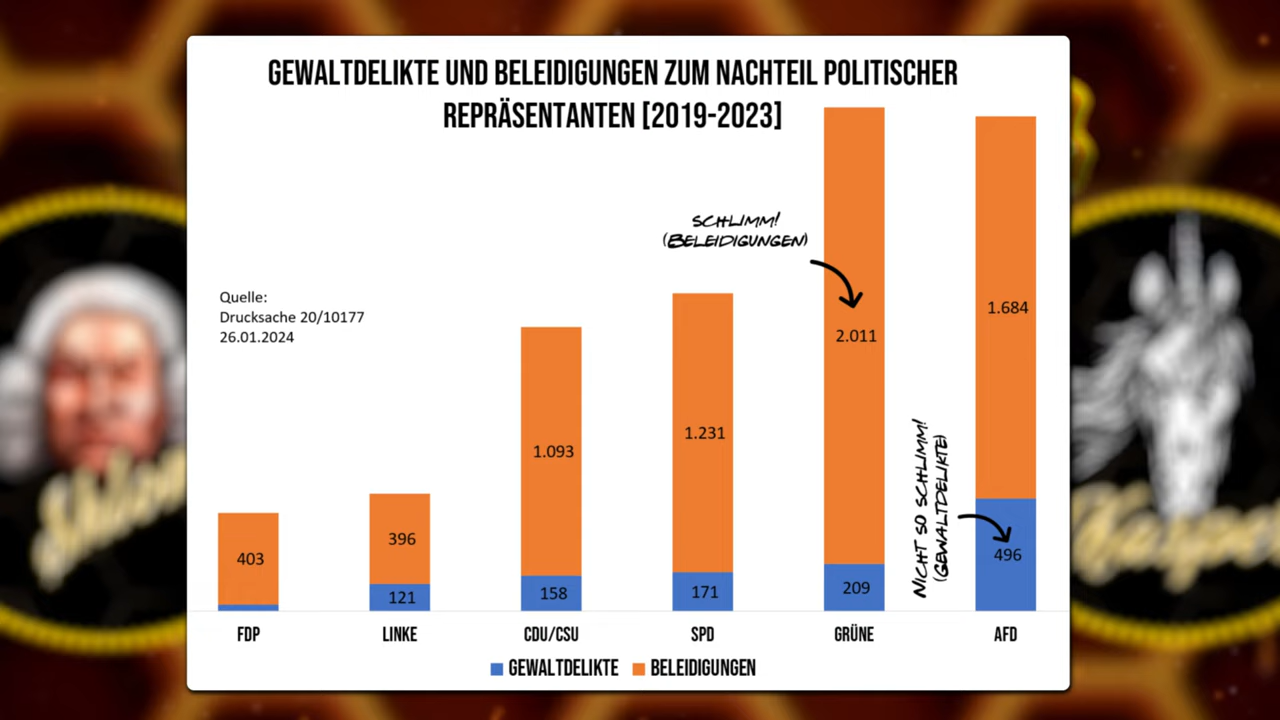 GEWALTDELIKTE UND BELEIDIGUNGEN ZUM NACHTEIL POLITISCHER
REPRÄSENTANTEN [2019-2023]
SCHLIMM!
(BELEIDIGUNGEN)
Quelle:
Drucksache 20/10177
26.01.2024
NICHT SO SCHLIMM!
(GEWALTDELIKTE)
403
396
121
1.093
158
1.231
171
2.011
209
1.684
496
FDP
LINKE
CDU/CSU
SPD
GRÜNE
AFD
GEWALTDELIKTE
BELEIDIGUNGEN